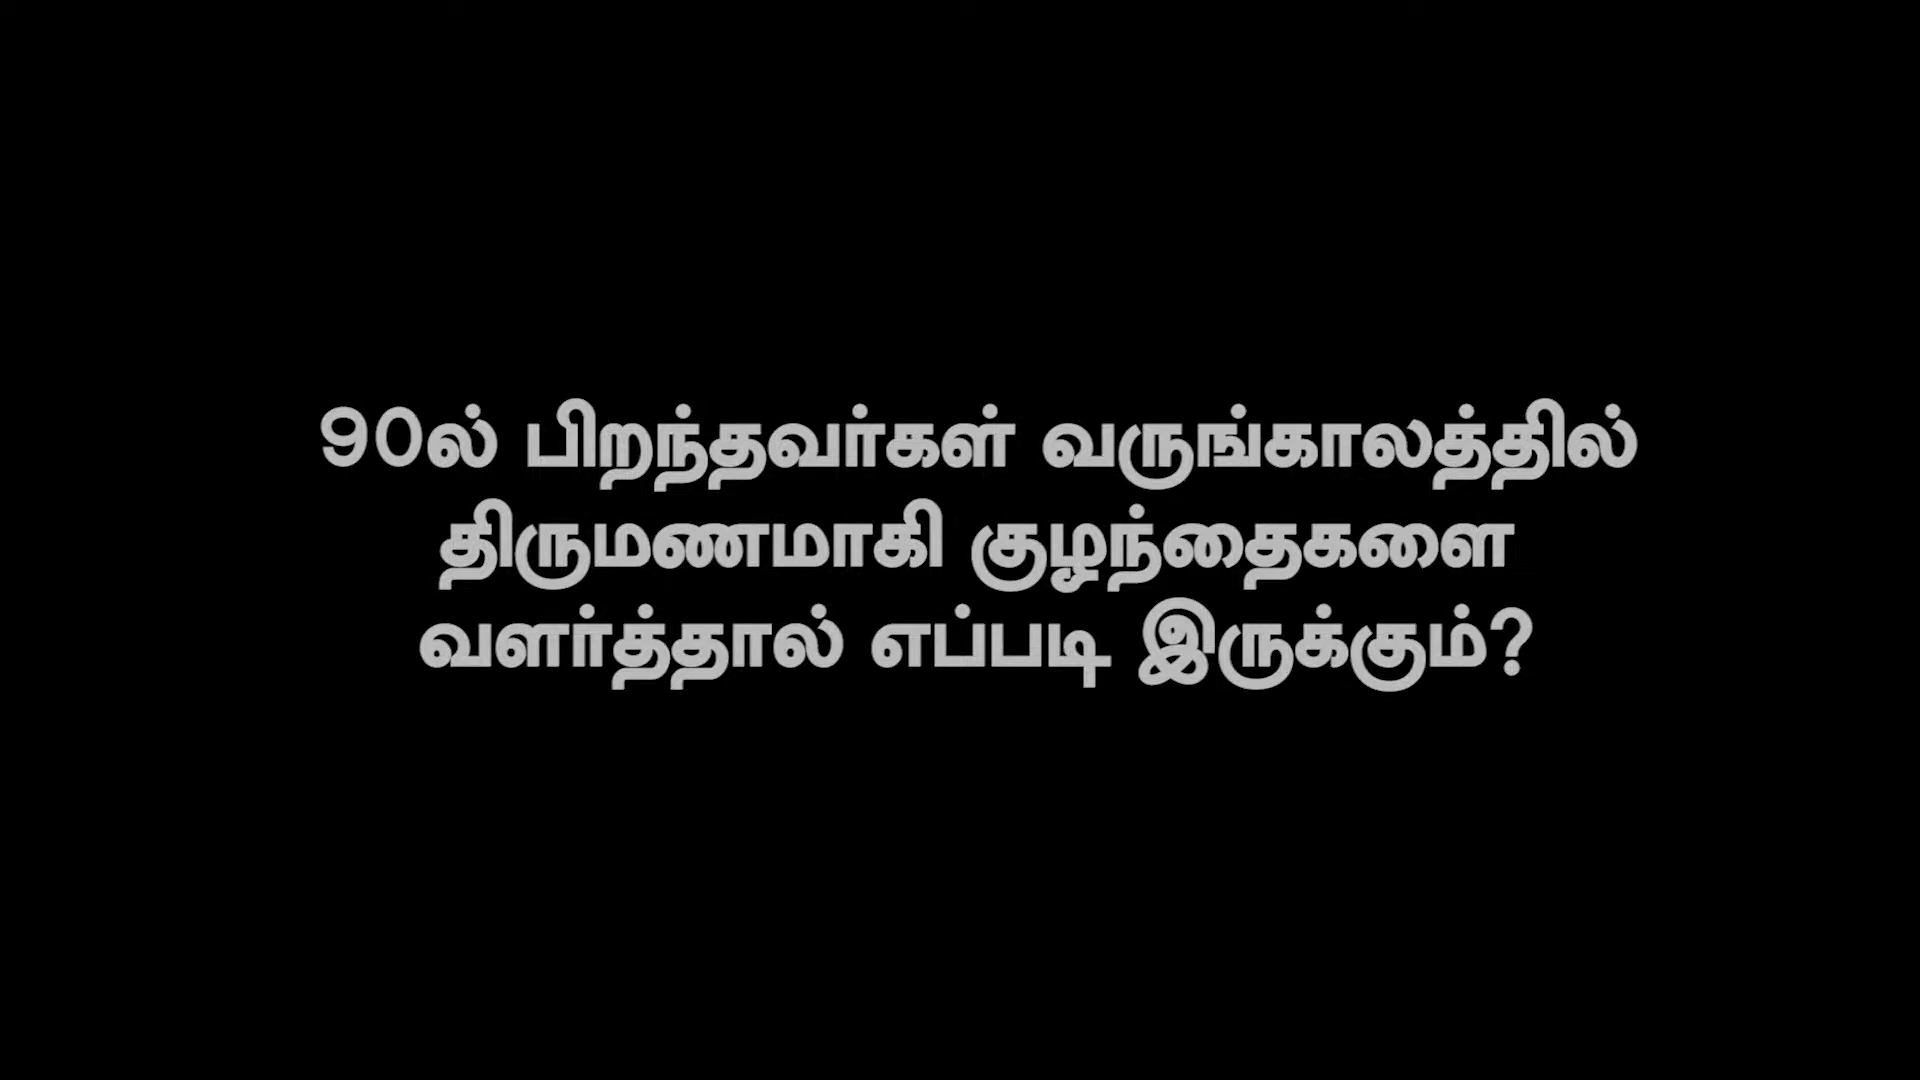 90ல் பிறந்தவர்கள் வருங்காலத்தில்
திருமணமாகி குழந்தைகளை
வளர்த்தால் எப்படி இருக்கும்?